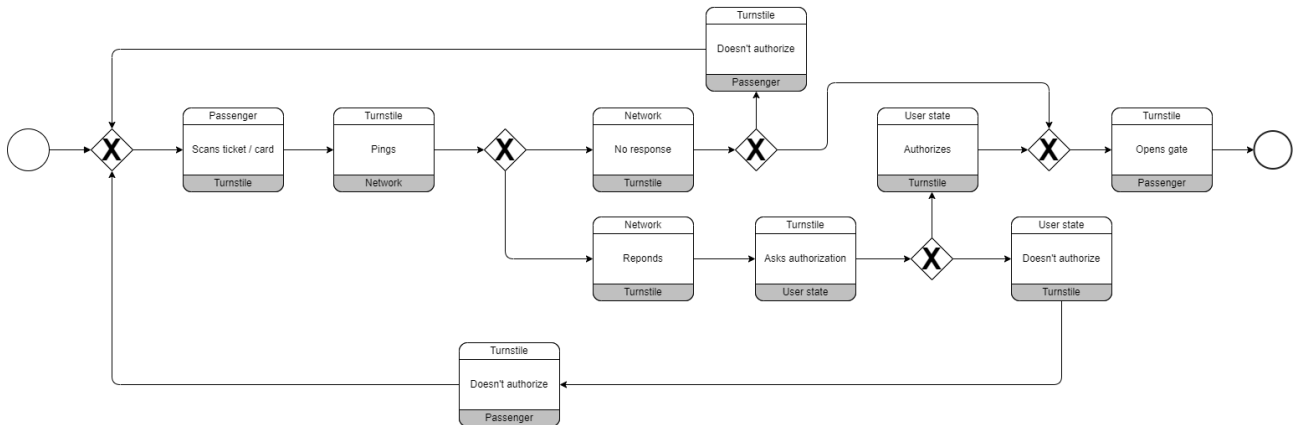 Turnstile
Doesn't authorize
Passenger
Passenger
Scans ticket / card
Turnstile
Turnstile
Pings
Network
Network
No response
Turnstile
User state
Authorizes
Turnstile
Turnstile
Opens gate
Passenger
X
X
X
X
Network
Reponds
Turnstile
Turnstile
Asks authorization
User state
X
User state
Doesn't authorize
Turnstile
Turnstile
Doesn't authorize
Passenger